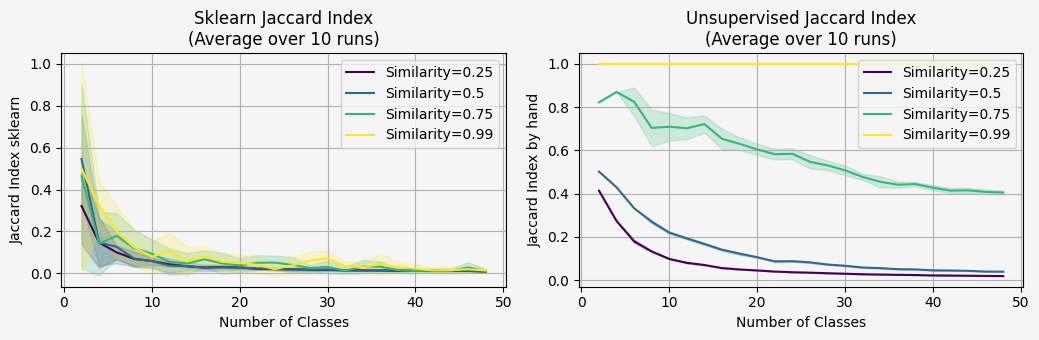 Sklearn Jaccard Index
(Average over 10 runs)
Jaccard Index sklearn
1.0
0.8
0.6
0.4
0.2
0.0
Similarity=0.25
Similarity=0.5
Similarity=0.75
Similarity=0.99
0
10
20
30
40
50
Number of Classes
Unsupervised Jaccard Index
(Average over 10 runs)
Jaccard Index by hand
1.0
0.8
0.6
0.4
0.2
0.0
Similarity=0.25
Similarity=0.5
Similarity=0.75
Similarity=0.99
0
10
20
30
40
50
Number of Classes